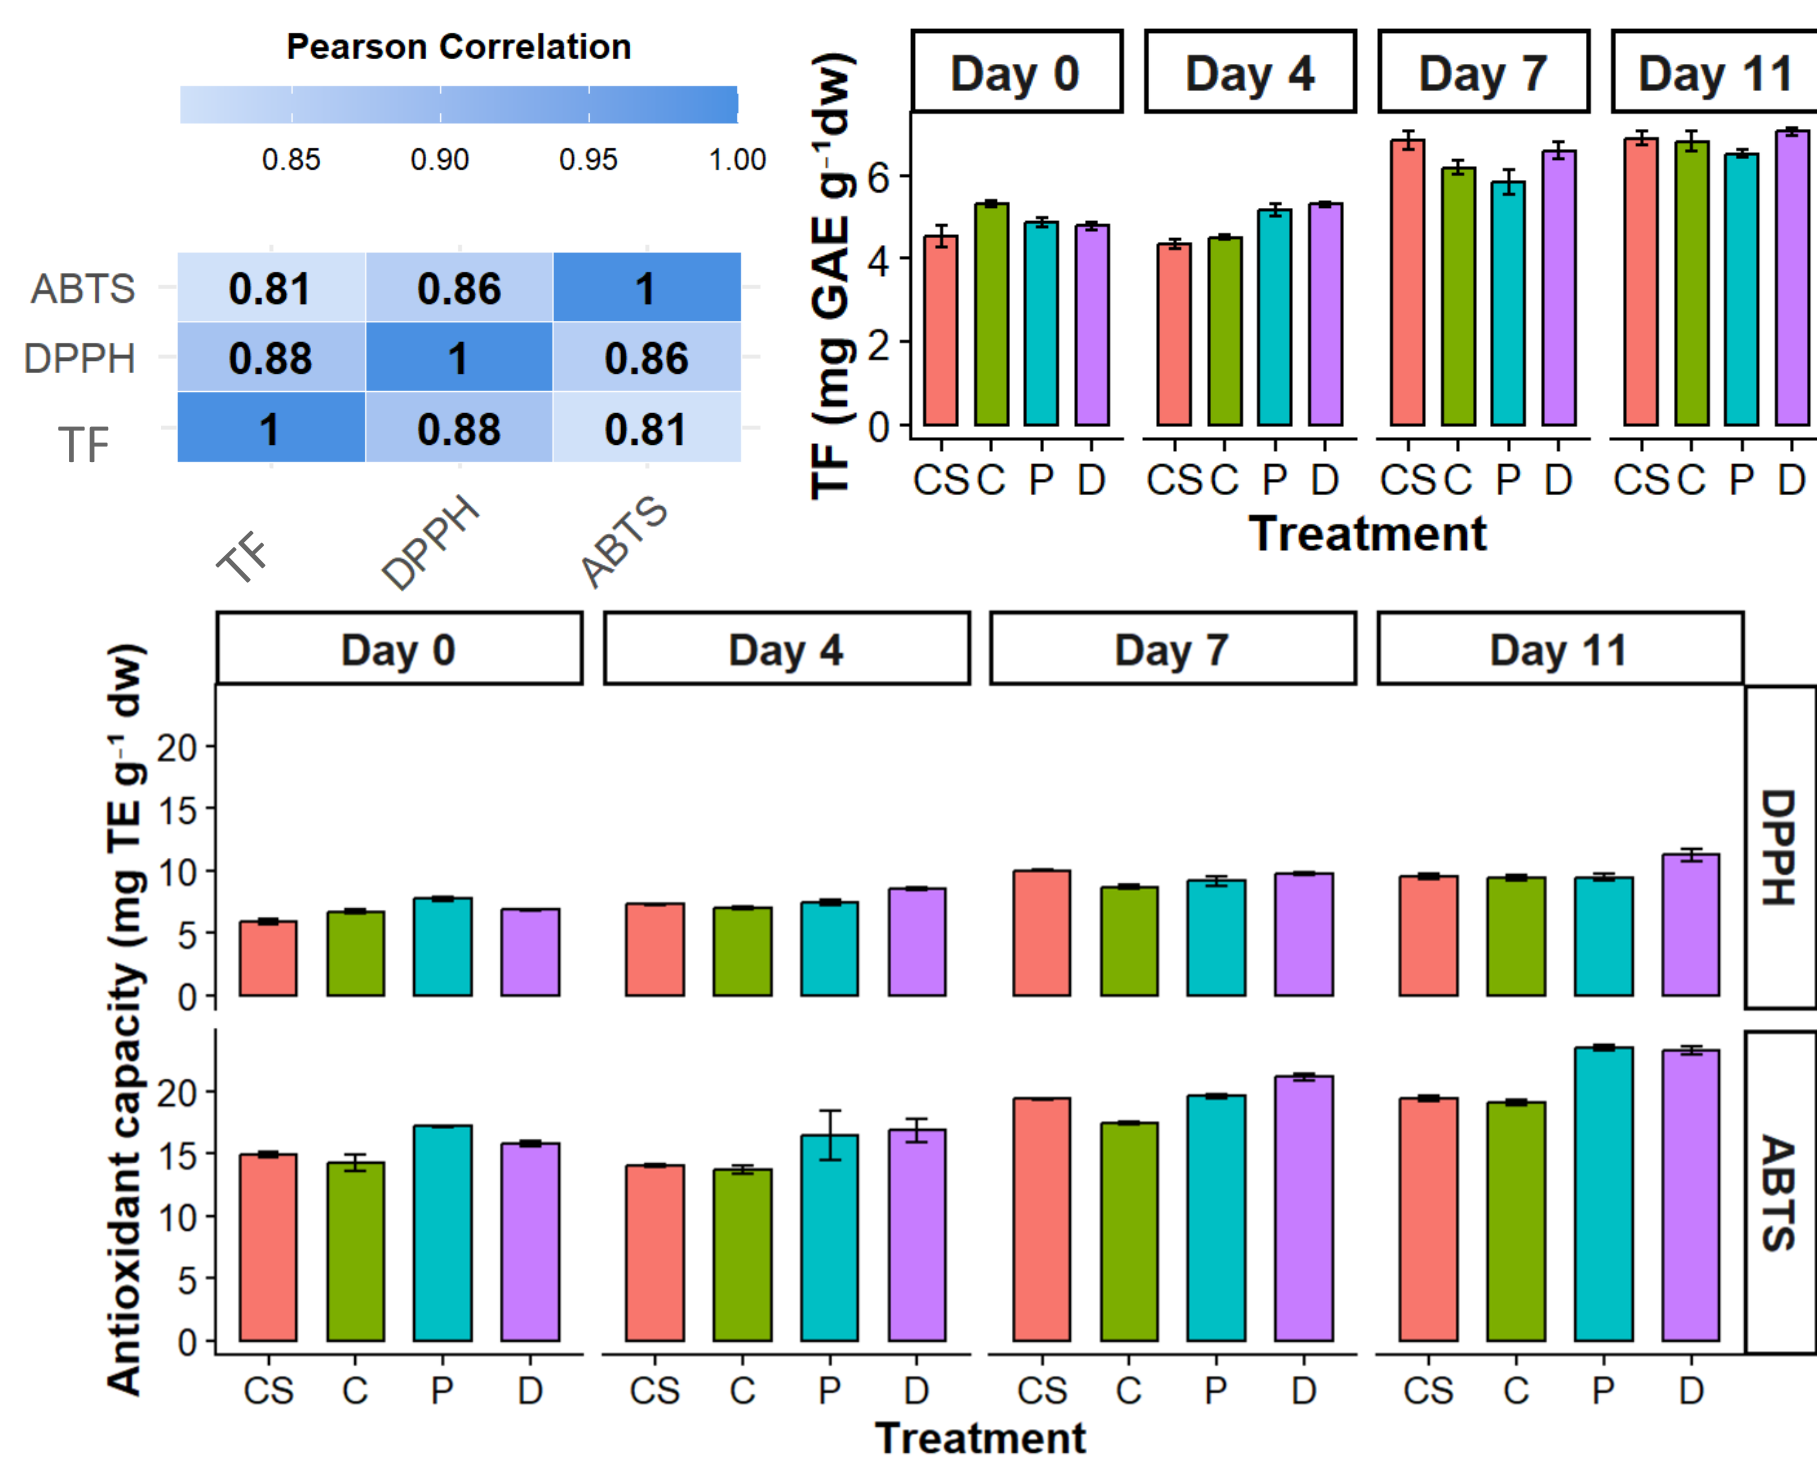 Pearson Correlation
0.85 0.90 0.95 1.00
ABTS 0.81 0.86 1
DPPH 0.88 1 0.86
TF 1 0.88 0.81
TF DPPH ABTS
Day 0 Day 4 Day 7 Day 11
TF (mg GAE g⁻¹dw)
6
4
2
0
CS C P D CS C P D CS C P D CS C P D
Treatment
Day 0 Day 4 Day 7 Day 11
Antioxidant capacity (mg TE g⁻¹ dw)
20
15
10
5
0
DPPH
20
15
10
5
0
ABTS
CS C P D CS C P D CS C P D CS C P D
Treatment